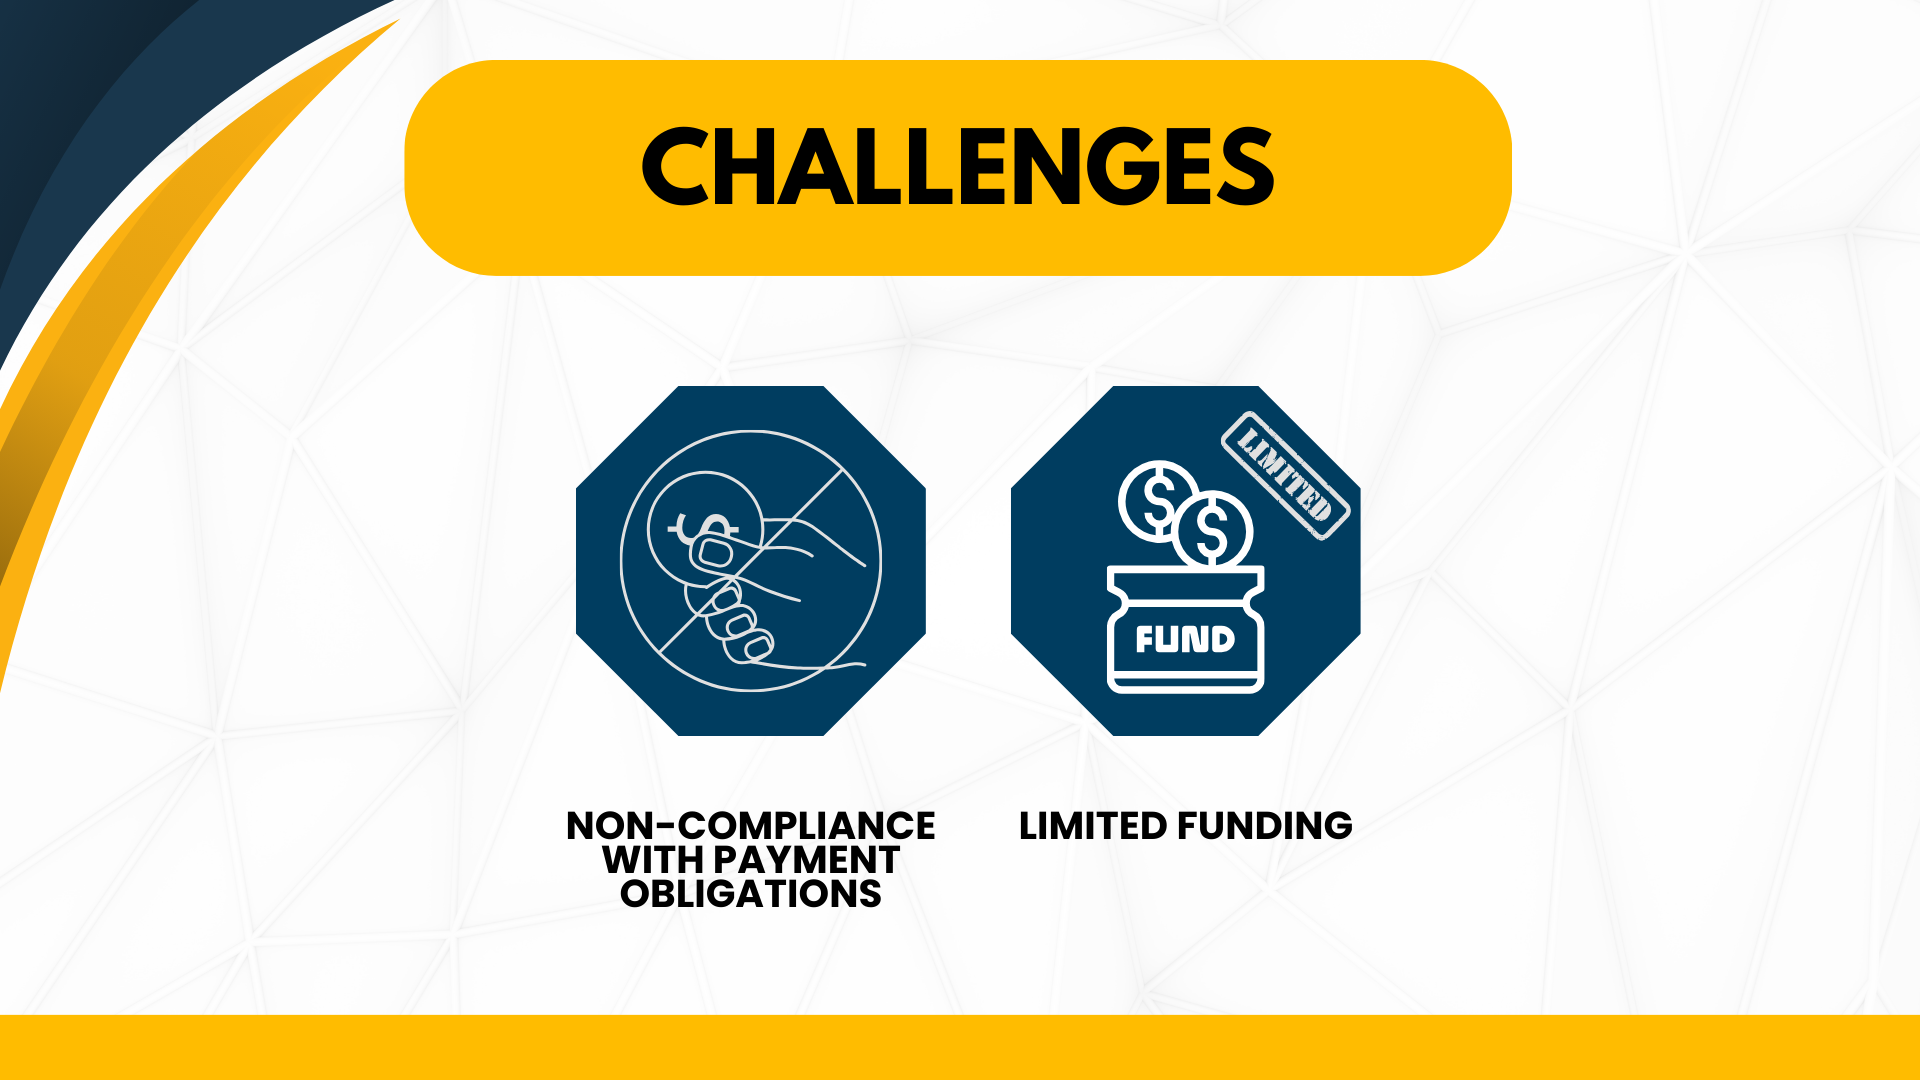 CHALLENGES
LIMITED
$
$
$
FUND
NON-COMPLIANCE
WITH PAYMENT
OBLIGATIONS
LIMITED FUNDING